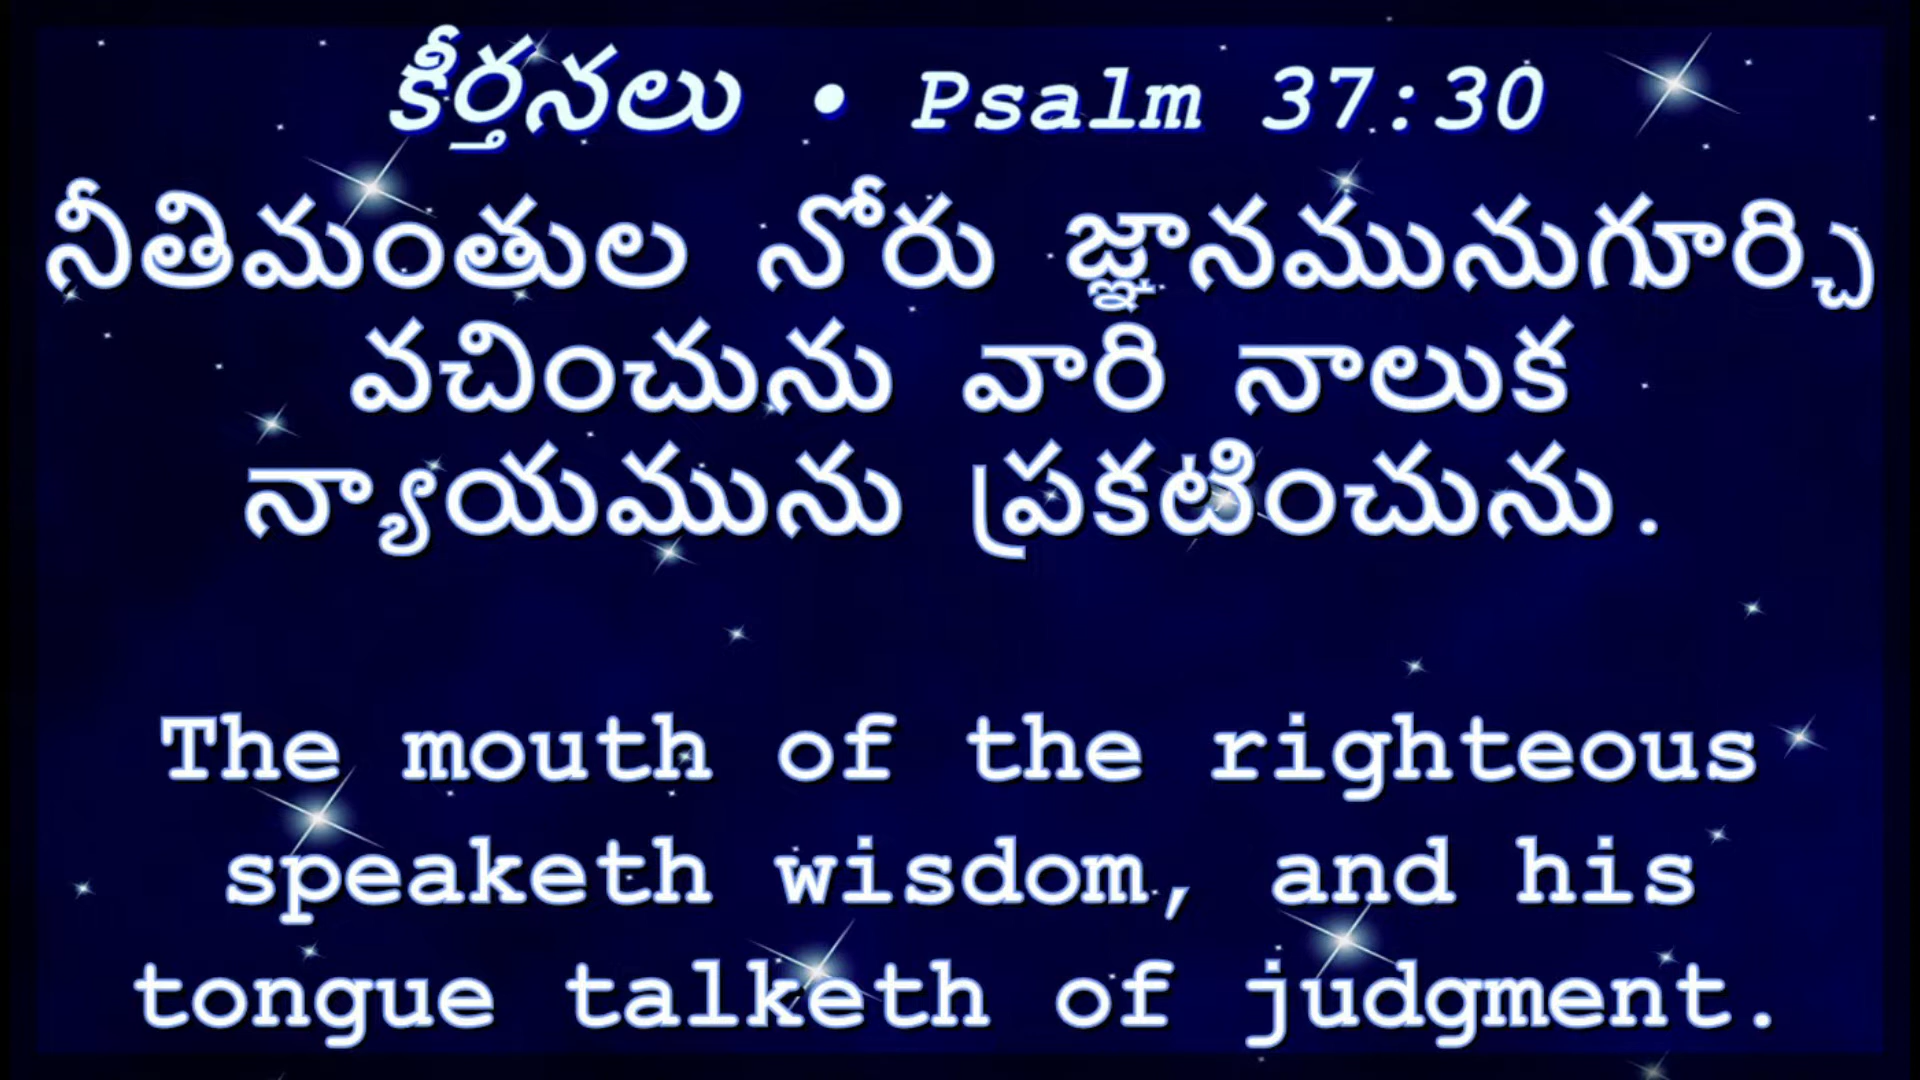 కీర్తనలు • Psalm 37:30
నీతిమంతుల నోరు జ్ఞానమునుగూర్చి
వచించును వారి నాలుక
న్యాయమును ప్రకటించును.
The mouth of the righteous
speaketh wisdom, and his
tongue talketh of judgment.